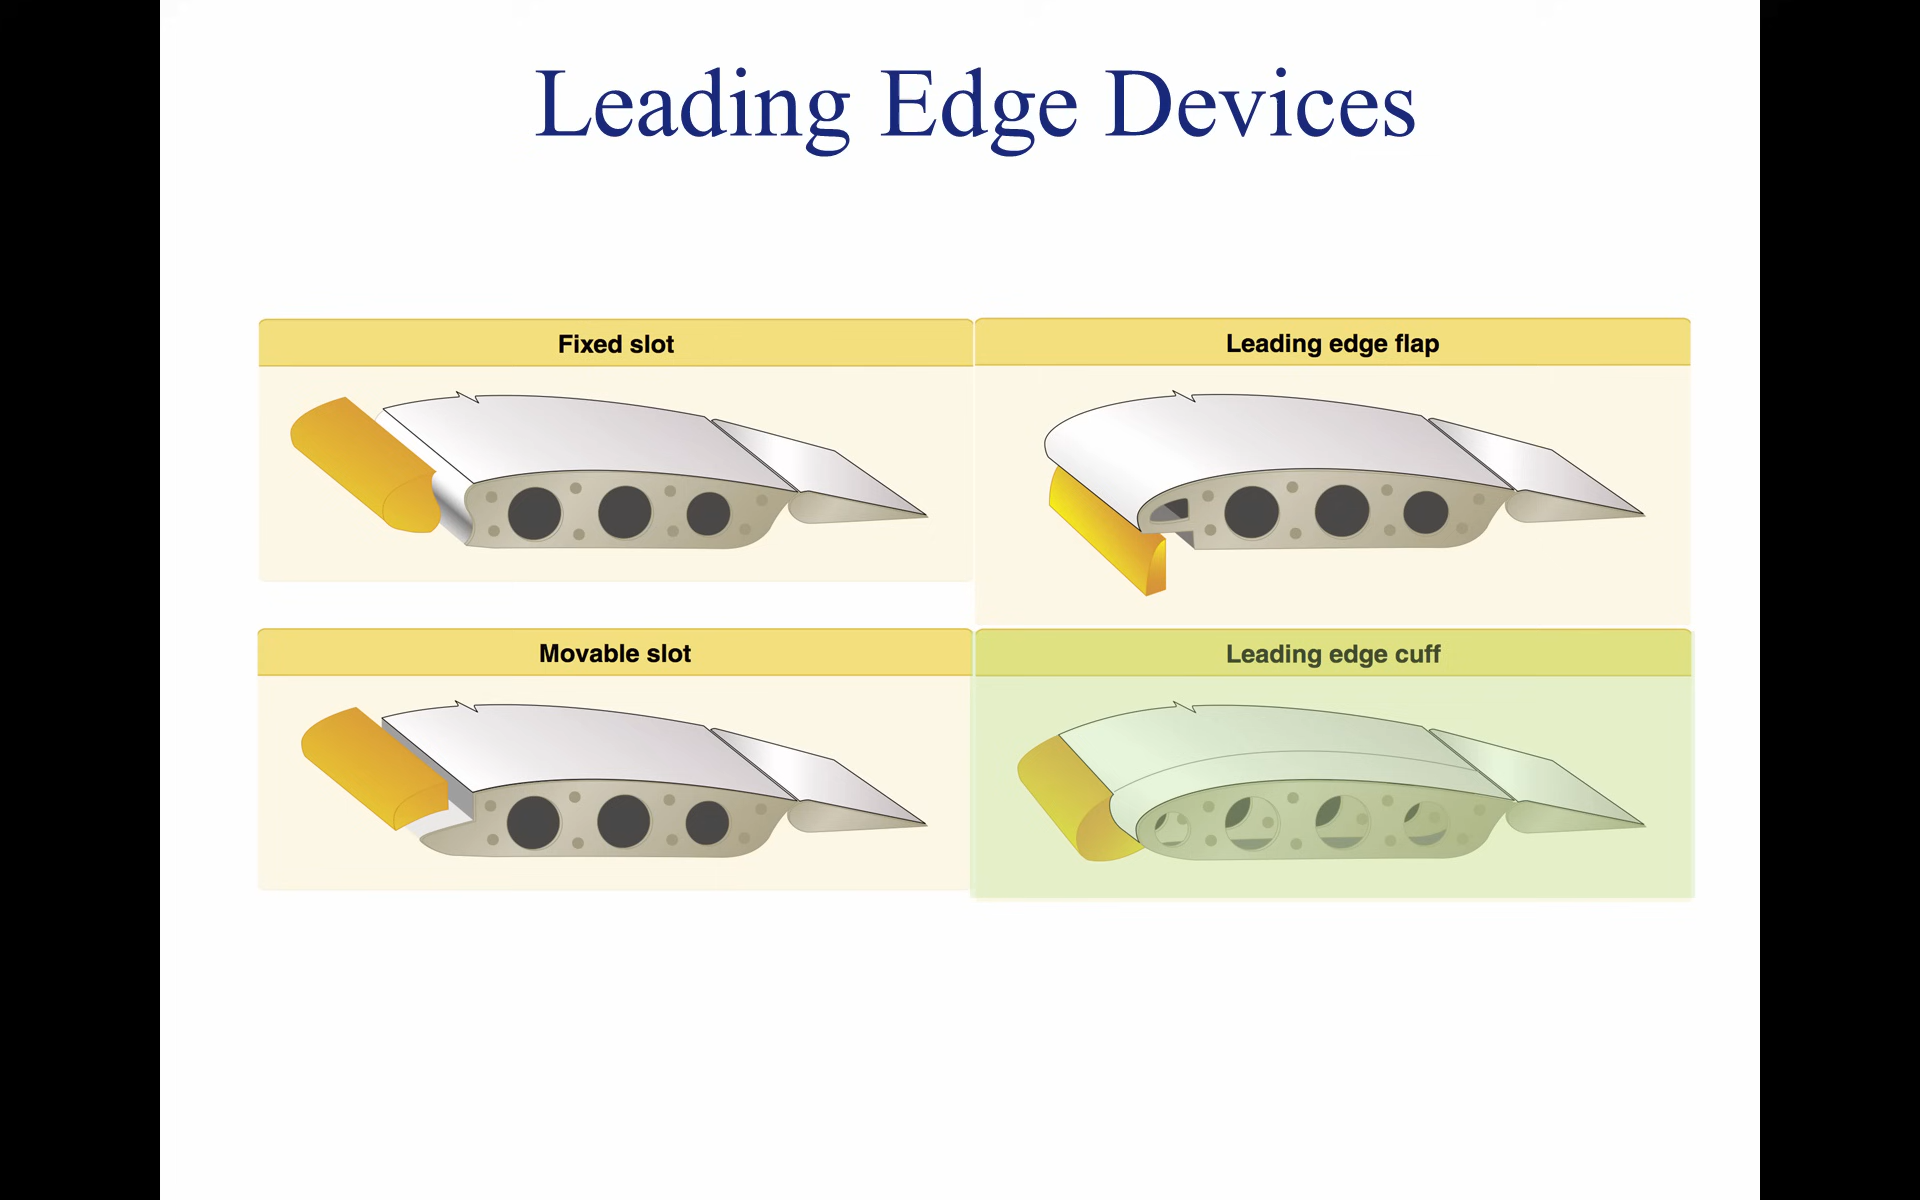 Leading Edge Devices
Fixed slot
Leading edge flap
Movable slot
Leading edge cuff